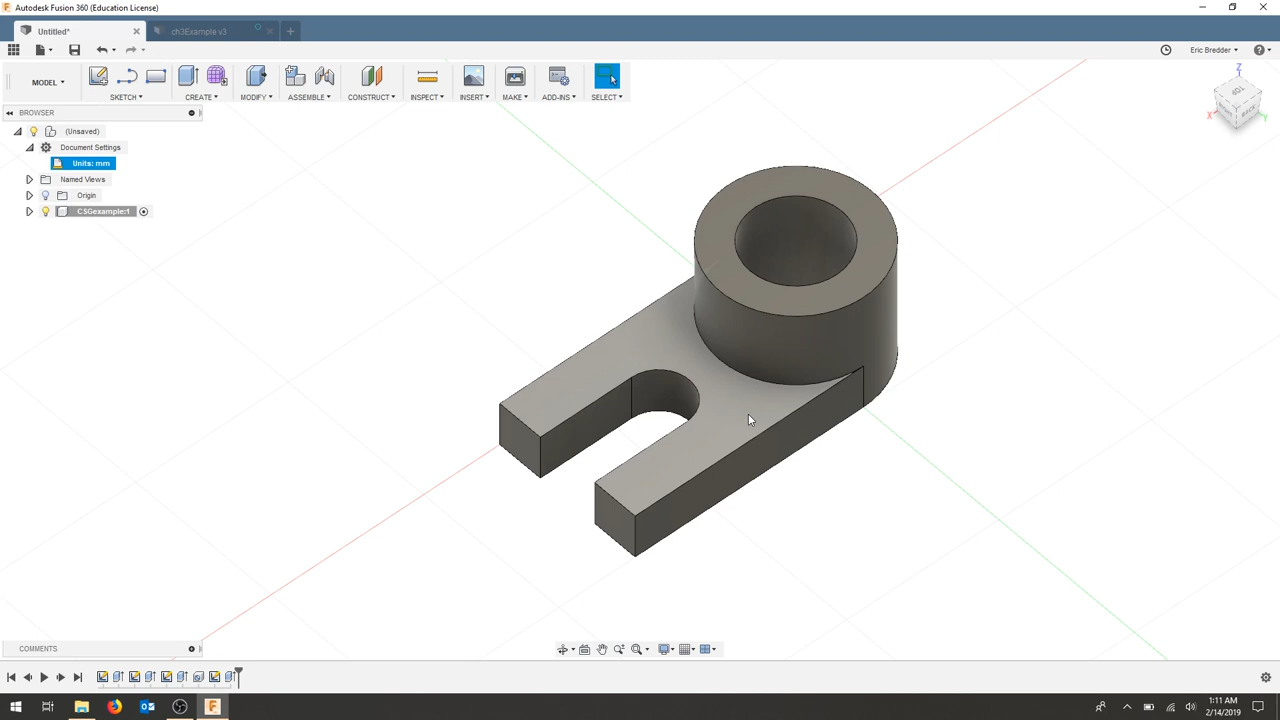 Autodesk Fusion 360 (Education License)
Untitled*
ch3Example v3
Eric Bredder
MODEL
SKETCH
CREATE
MODIFY
ASSEMBLE
CONSTRUCT
INSPECT
INSERT
MAKE
ADD-INS
SELECT
BROWSER
(Unsaved)
Document Settings
Units: mm
Named Views
Origin
CSGexample:1
Z
TOP
BACK
X
Y
COMMENTS
1:11 AM
2/14/2019